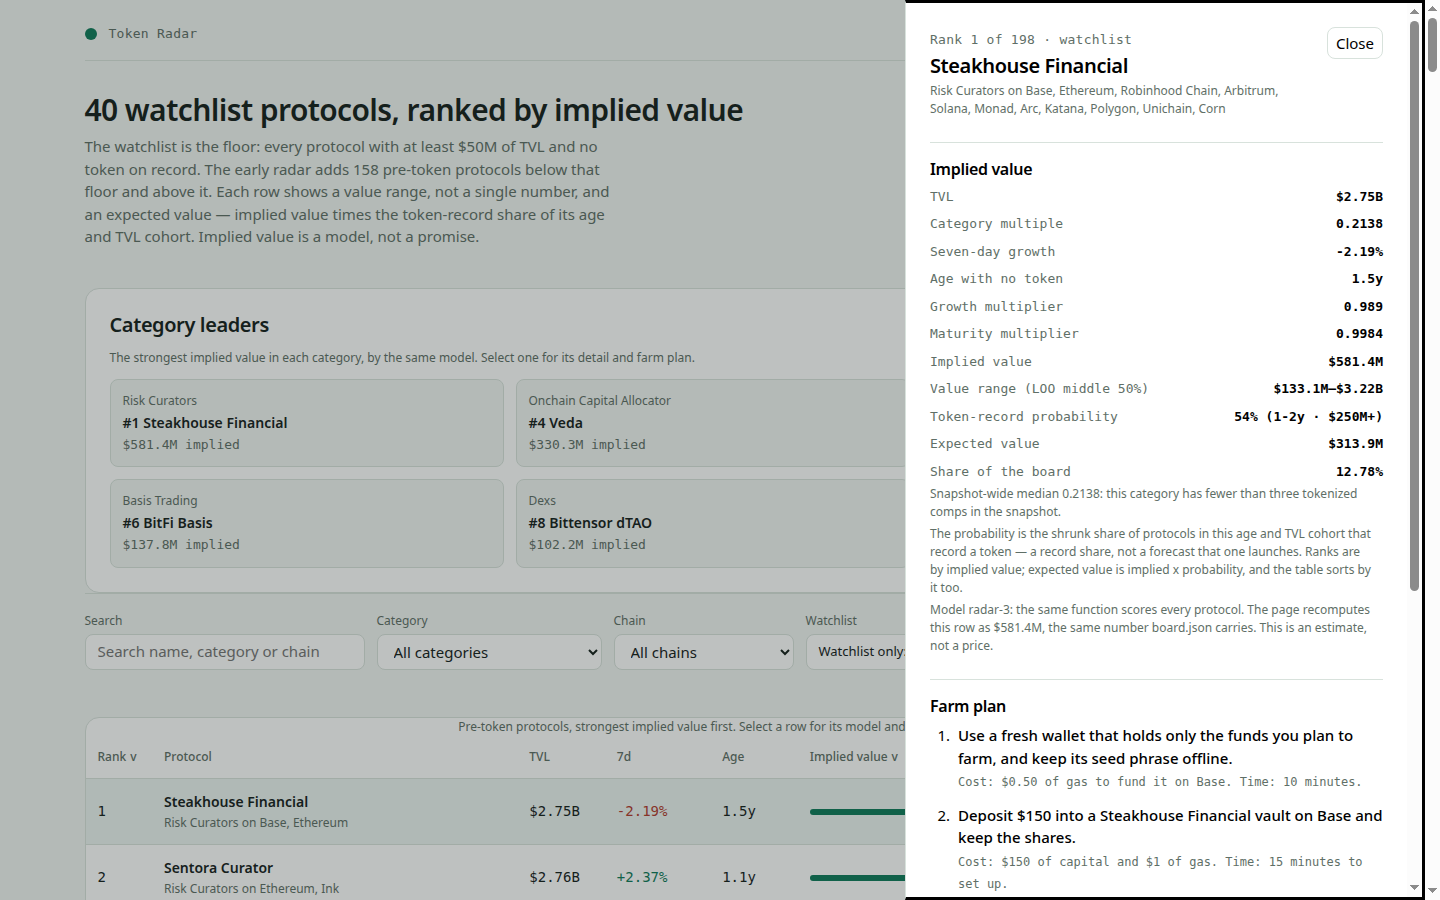 Token Radar
40 watchlist protocols, ranked by implied value
The watchlist is the floor: every protocol with at least $50M of TVL and no
token on record. The early radar adds 158 pre-token protocols below that
floor and above it. Each row shows a value range, not a single number, and
an expected value — implied value times the token-record share of its age
and TVL cohort. Implied value is a model, not a promise.
Category leaders
The strongest implied value in each category, by the same model. Select one for its detail and farm plan.
Risk Curators
#1 Steakhouse Financial
$581.4M implied
Onchain Capital Allocator
#4 Veda
$330.3M implied
Basis Trading
#6 BitFi Basis
$137.8M implied
Dexs
#8 Bittensor dTAO
$102.2M implied
Search
Category
Chain
Watchlist
Search name, category or chain
All categories
All chains
Watchlist only:
Pre-token protocols, strongest implied value first. Select a row for its model and
Rank v
Protocol
TVL
7d
Age
Implied value v
1
Steakhouse Financial
Risk Curators on Base, Ethereum
$2.75B
-2.19%
1.5y
2
Sentora Curator
Risk Curators on Ethereum, Ink
$2.76B
+2.37%
1.1y
Rank 1 of 198 · watchlist
Close
Steakhouse Financial
Risk Curators on Base, Ethereum, Robinhood Chain, Arbitrum,
Solana, Monad, Arc, Katana, Polygon, Unichain, Corn
Implied value
TVL $2.75B
Category multiple 0.2138
Seven-day growth -2.19%
Age with no token 1.5y
Growth multiplier 0.989
Maturity multiplier 0.9984
Implied value $581.4M
Value range (LOO middle 50%) $133.1M–$3.22B
Token-record probability 54% (1-2y · $250M+)
Expected value $313.9M
Share of the board 12.78%
Snapshot-wide median 0.2138: this category has fewer than three tokenized
comps in the snapshot.
The probability is the shrunk share of protocols in this age and TVL cohort that
record a token — a record share, not a forecast that one launches. Ranks are
by implied value; expected value is implied x probability, and the table sorts by
it too.
Model radar-3: the same function scores every protocol. The page recomputes
this row as $581.4M, the same number board.json carries. This is an estimate,
not a price.
Farm plan
1. Use a fresh wallet that holds only the funds you plan to
farm, and keep its seed phrase offline.
Cost: $0.50 of gas to fund it on Base. Time: 10 minutes.
2. Deposit $150 into a Steakhouse Financial vault on Base and
keep the shares.
Cost: $150 of capital and $1 of gas. Time: 15 minutes to
set up.